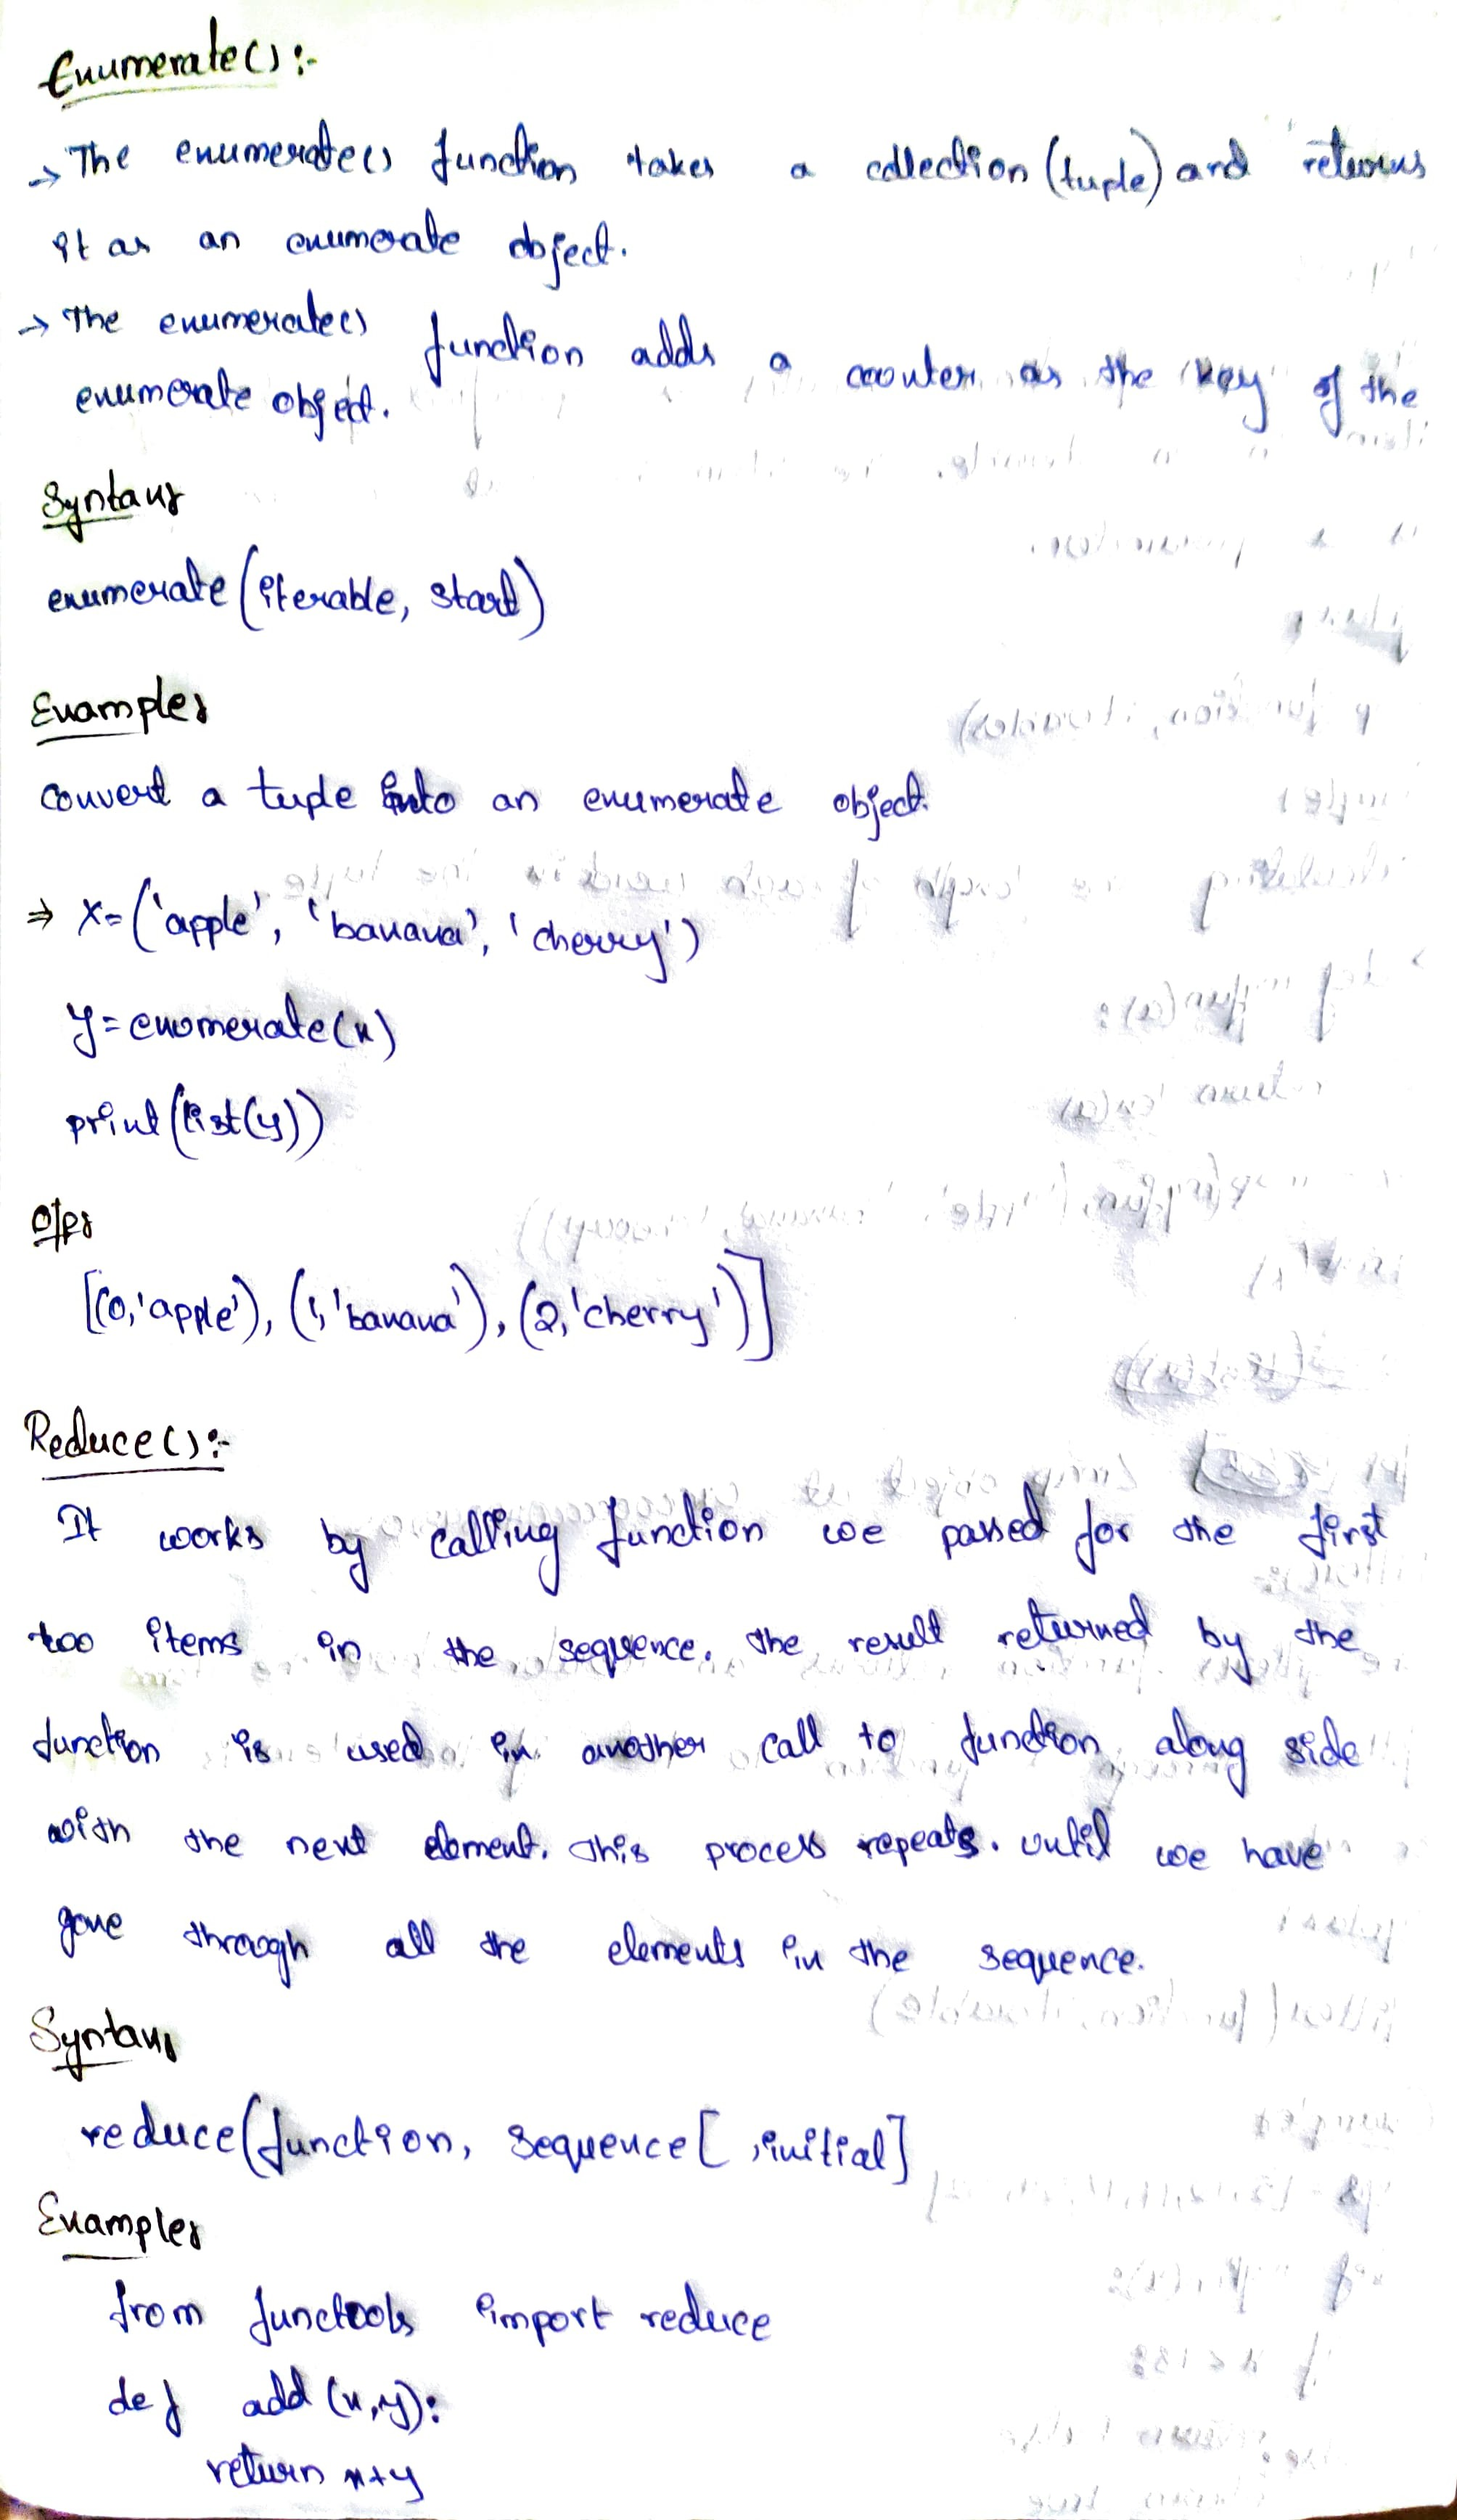 Enumerate():-
→ The enumerate() function takes a collection (tuple) and returns
it as an enumerate object.
→ The enumerate() function adds a counter as the key of the
enumerate object.
Syntax:
enumerate(iterable, start)
Example:
convert a tuple into an enumerate object.
⇒ x=('apple', 'banana', 'cherry')
y=enumerate(x)
print(list(y))
O/P:
[(0,'apple'), (1,'banana'), (2,'cherry')]
Reduce():-
It works by calling function we passed for the first
two items in the sequence. The result returned by the
function is used in another call to function along side
with the next element. This process repeats. until we have
gone through all the elements in the sequence.
Syntax:
reduce(function, sequence[ ,initial]
Example:
from functools import reduce
def add (x,y):
return x+y